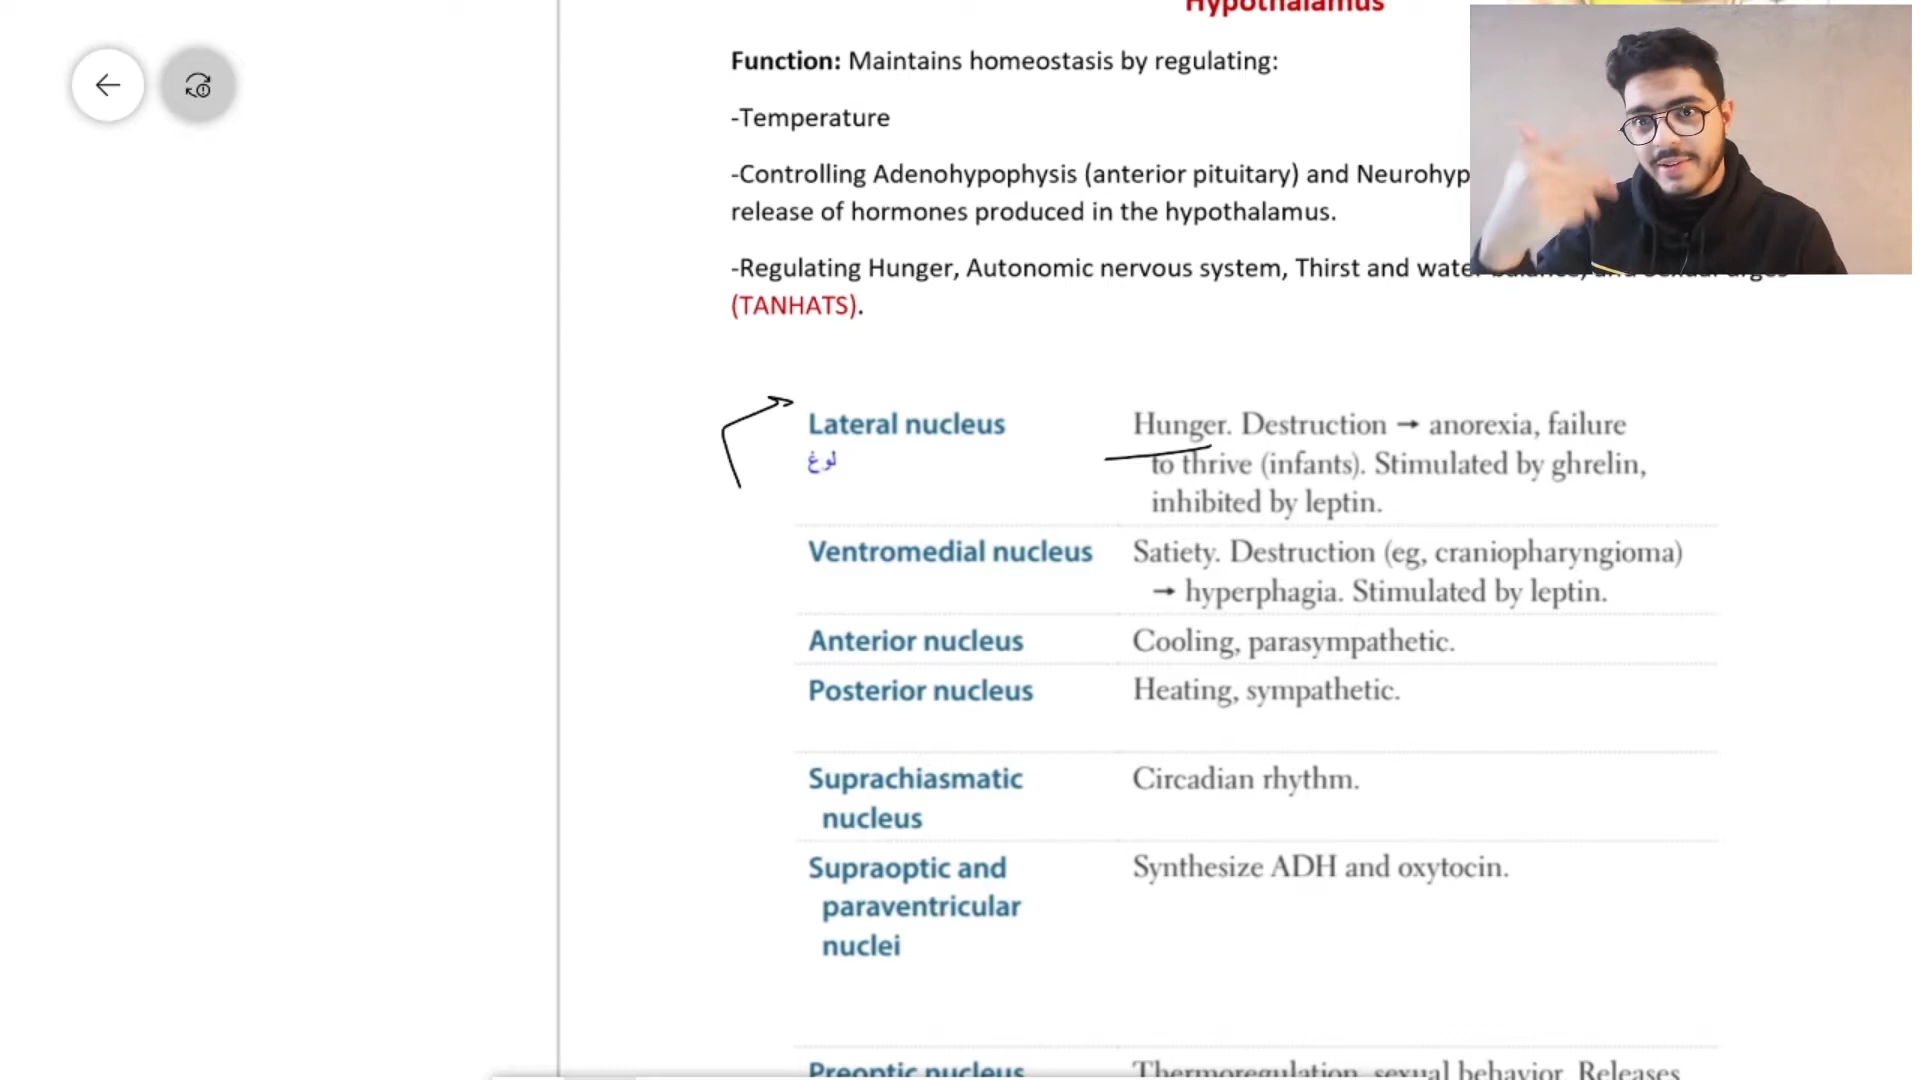 Hypothalamus
Function: Maintains homeostasis by regulating:
-Temperature
-Controlling Adenohypophysis (anterior pituitary) and Neurohyp
release of hormones produced in the hypothalamus.
-Regulating Hunger, Autonomic nervous system, Thirst and water
(TANHATS).
Lateral nucleus Hunger. Destruction → anorexia, failure
لوغ to thrive (infants). Stimulated by ghrelin,
inhibited by leptin.
Ventromedial nucleus Satiety. Destruction (eg, craniopharyngioma)
→ hyperphagia. Stimulated by leptin.
Anterior nucleus Cooling, parasympathetic.
Posterior nucleus Heating, sympathetic.
Suprachiasmatic Circadian rhythm.
nucleus
Supraoptic and Synthesize ADH and oxytocin.
paraventricular
nuclei
Preoptic nucleus Thermoregulation, sexual behavior. Releases